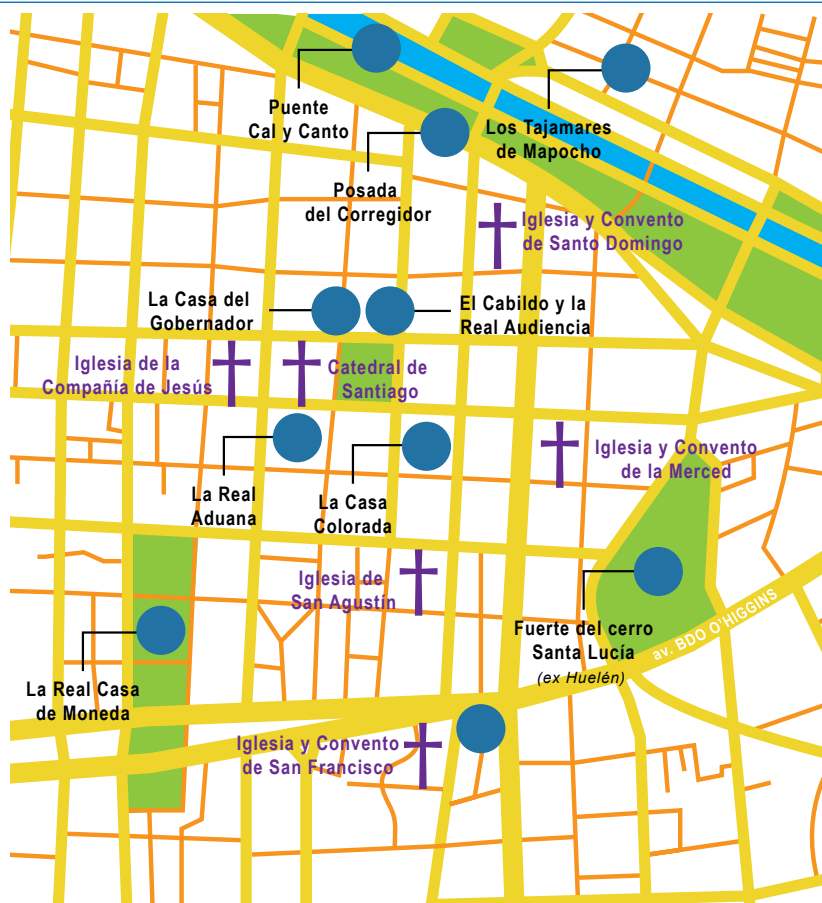 Puente
Cal y Canto
Los Tajamares
de Mapocho
Posada
del Corregidor
Iglesia y Convento
de Santo Domingo
La Casa del
Gobernador
El Cabildo y la
Real Audiencia
Iglesia de la
Compañía de Jesús
Catedral de
Santiago
Iglesia y Convento
de la Merced
La Real
Aduana
La Casa
Colorada
Iglesia de
San Agustín
Fuerte del cerro
Santa Lucía
(ex Huelén)
av. BDO O'HIGGINS
La Real Casa
de Moneda
Iglesia y Convento
de San Francisco